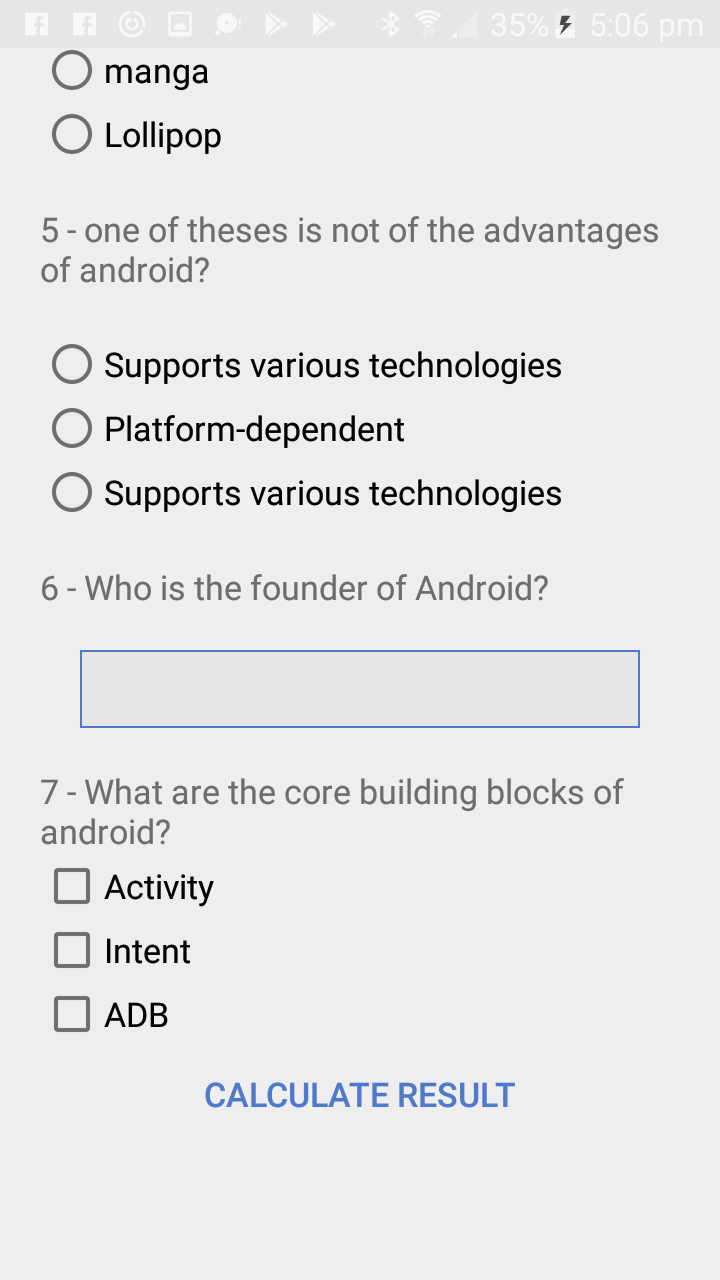 35% 5:06 pm
manga
Lollipop
5 - one of theses is not of the advantages
of android?
Supports various technologies
Platform-dependent
Supports various technologies
6 - Who is the founder of Android?
7 - What are the core building blocks of
android?
Activity
Intent
ADB
CALCULATE RESULT